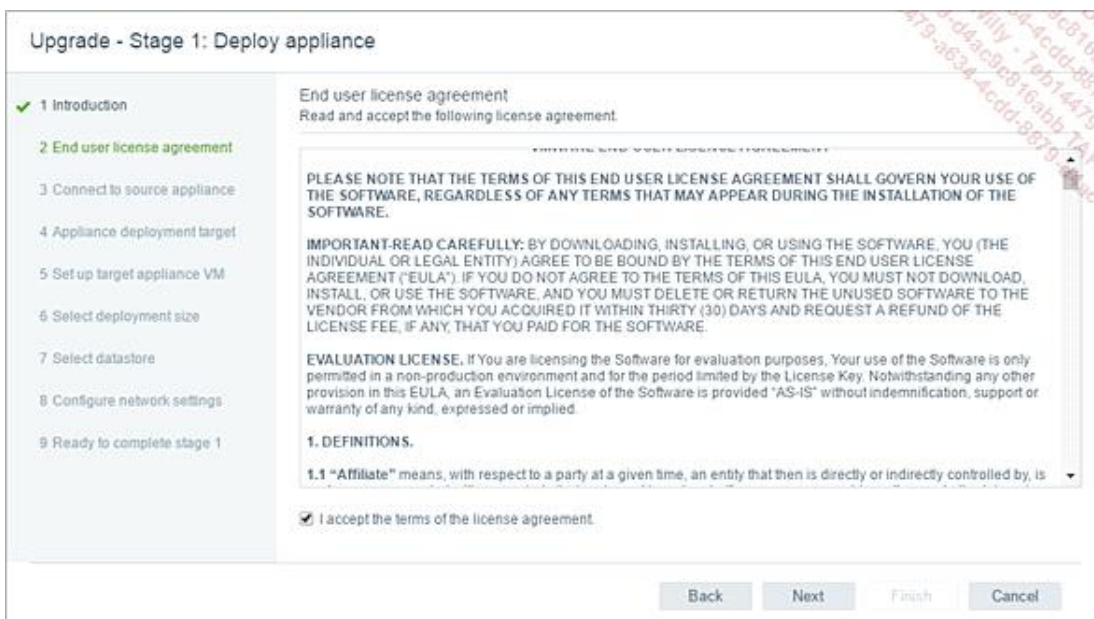 Upgrade - Stage 1: Deploy appliance
1 Introduction
2 End user license agreement
3 Connect to source appliance
4 Appliance deployment target
5 Set up target appliance VM
6 Select deployment size
7 Select datastore
8 Configure network settings
9 Ready to complete stage 1
End user license agreement
Read and accept the following license agreement.
VMWARE END USER LICENSE AGREEMENT
PLEASE NOTE THAT THE TERMS OF THIS END USER LICENSE AGREEMENT SHALL GOVERN YOUR USE OF
THE SOFTWARE, REGARDLESS OF ANY TERMS THAT MAY APPEAR DURING THE INSTALLATION OF THE
SOFTWARE.
IMPORTANT-READ CAREFULLY: BY DOWNLOADING, INSTALLING, OR USING THE SOFTWARE, YOU (THE
INDIVIDUAL OR LEGAL ENTITY) AGREE TO BE BOUND BY THE TERMS OF THIS END USER LICENSE
AGREEMENT ("EULA"). IF YOU DO NOT AGREE TO THE TERMS OF THIS EULA, YOU MUST NOT DOWNLOAD,
INSTALL, OR USE THE SOFTWARE, AND YOU MUST DELETE OR RETURN THE UNUSED SOFTWARE TO THE
VENDOR FROM WHICH YOU ACQUIRED IT WITHIN THIRTY (30) DAYS AND REQUEST A REFUND OF THE
LICENSE FEE, IF ANY, THAT YOU PAID FOR THE SOFTWARE.
EVALUATION LICENSE. If You are licensing the Software for evaluation purposes, Your use of the Software is only
permitted in a non-production environment and for the period limited by the License Key. Notwithstanding any other
provision in this EULA, an Evaluation License of the Software is provided "AS-IS" without indemnification, support or
warranty of any kind, expressed or implied.
1. DEFINITIONS.
1.1 "Affiliate" means, with respect to a party at a given time, an entity that then is directly or indirectly controlled by, is
I accept the terms of the license agreement.
Back
Next
Finish
Cancel